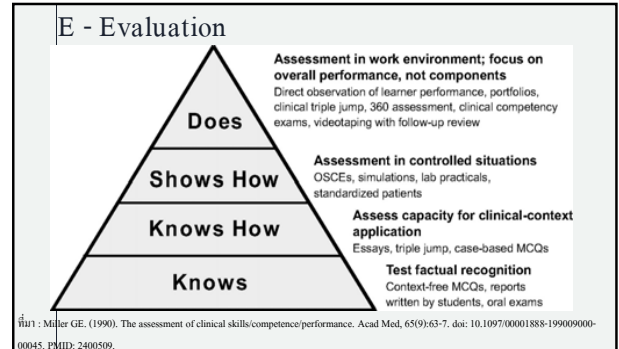 E - Evaluation
Assessment in work environment; focus on
overall performance, not components
Direct observation of learner performance, portfolios,
clinical triple jump, 360 assessment, clinical competency
exams, videotaping with follow-up review
Does
Assessment in controlled situations
OSCEs, simulations, lab practicals,
standardized patients
Shows How
Assess capacity for clinical-context
application
Essays, triple jump, case-based MCQs
Knows How
Test factual recognition
Context-free MCQs, reports
written by students, oral exams
Knows
ที่มา : Miller GE. (1990). The assessment of clinical skills/competence/performance. Acad Med, 65(9):63-7. doi: 10.1097/00001888-199009000-
00045. PMID: 2400509.